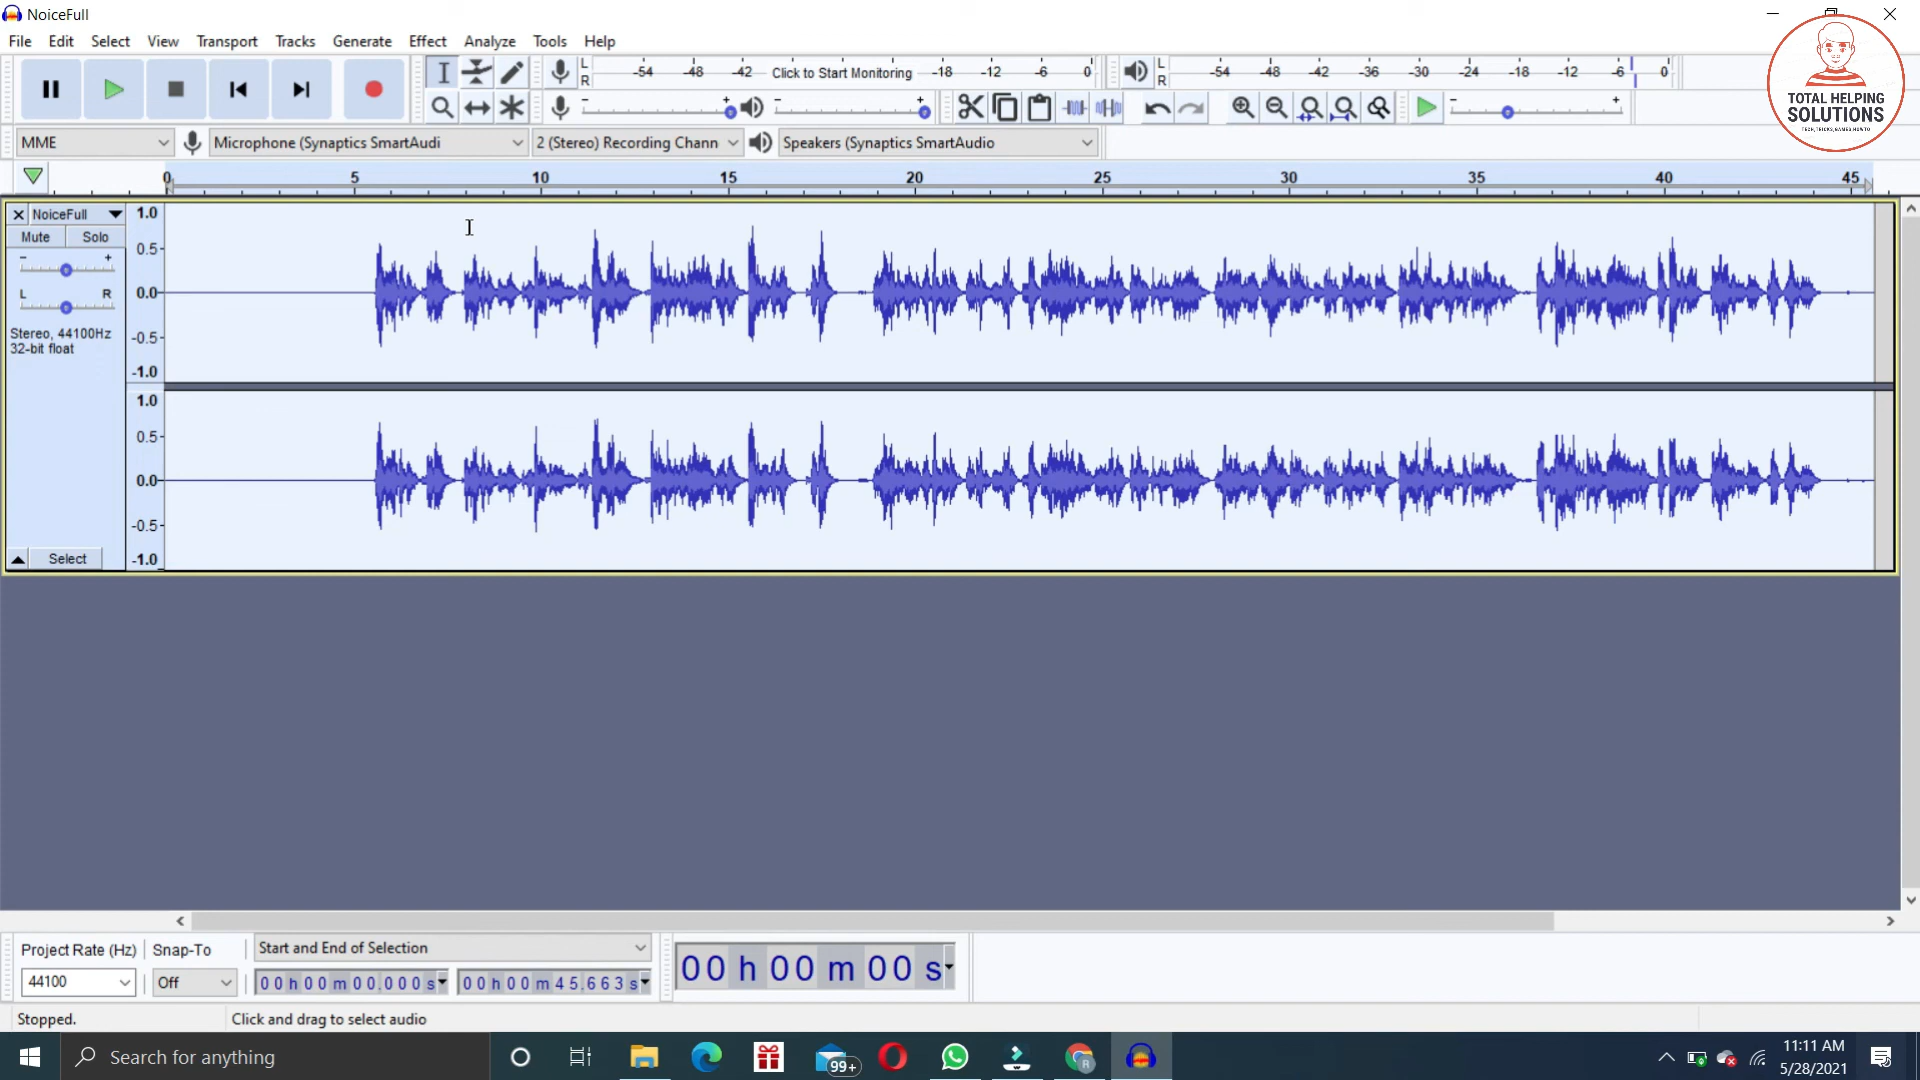 NoiceFull
File Edit Select View Transport Tracks Generate Effect Analyze Tools Help
L R -54 -48 -42 Click to Start Monitoring -18 -12 -6 0 L R -54 -48 -42 -36 -30 -24 -18 -12 -6 0
- + - + - +
TOTAL HELPING
SOLUTIONS
TECH, TRICKS, GAMES, HOW TO
MME Microphone (Synaptics SmartAudi 2 (Stereo) Recording Chann Speakers (Synaptics SmartAudio
0 5 10 15 20 25 30 35 40 45
NoiceFull 1.0
Mute Solo 0.5
- +
L R 0.0
Stereo, 44100Hz -0.5
32-bit float
-1.0
1.0
0.5
0.0
-0.5
Select -1.0
Project Rate (Hz) Snap-To Start and End of Selection
44100 Off 00 h 00 m 00.000 s 00 h 00 m 45.663 s 00 h 00 m 00 s
Stopped. Click and drag to select audio
Search for anything 99+ R 11:11 AM
5/28/2021